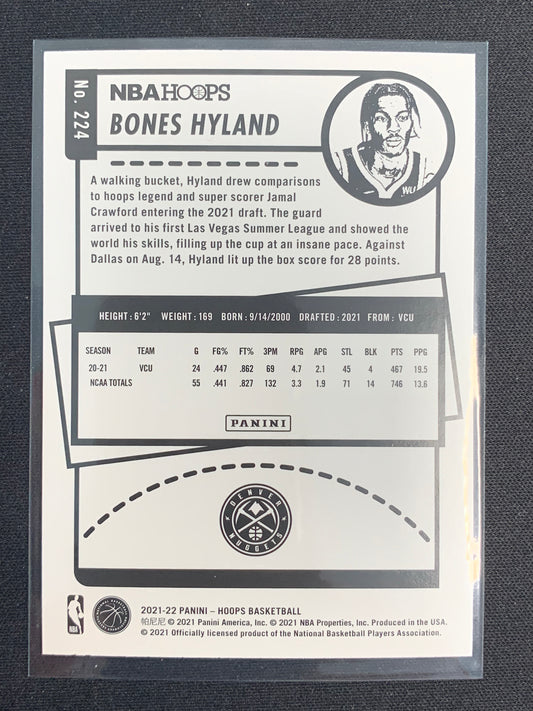 No. 224
NBA HOOPS
BONES HYLAND
WU
A walking bucket, Hyland drew comparisons
to hoops legend and super scorer Jamal
Crawford entering the 2021 draft. The guard
arrived to his first Las Vegas Summer League and showed the
world his skills, filling up the cup at an insane pace. Against
Dallas on Aug. 14, Hyland lit up the box score for 28 points.
HEIGHT: 6'2" WEIGHT: 169 BORN: 9/14/2000 DRAFTED: 2021 FROM: VCU
SEASON TEAM G FG% FT% 3PM RPG APG STL BLK PTS PPG
20-21 VCU 24 .447 .862 69 4.7 2.1 45 4 467 19.5
NCAA TOTALS 55 .441 .827 132 3.3 1.9 71 14 746 13.6
PANINI
DENVER
NUGGETS
NBA
2021-22 PANINI – HOOPS BASKETBALL
帕尼尼 © 2021 Panini America, Inc. © 2021 NBA Properties, Inc. Produced in the USA.
© 2021 Officially licensed product of the National Basketball Players Association.